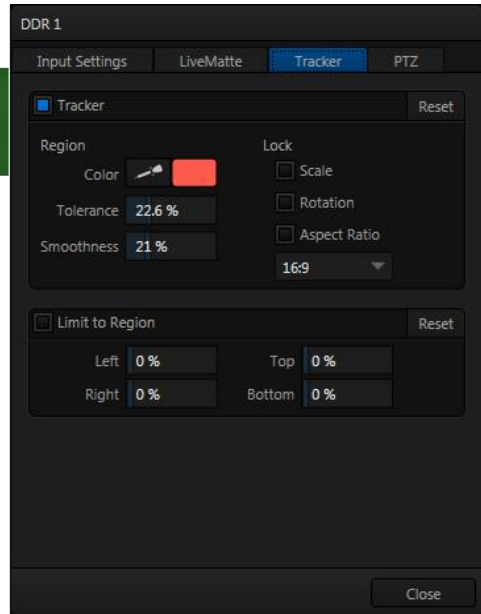 DDR 1
Input Settings LiveMatte Tracker PTZ
Tracker Reset
Region Lock
Color Scale
Tolerance 22.6 % Rotation
Smoothness 21 % Aspect Ratio
16:9
Limit to Region Reset
Left 0 % Top 0 %
Right 0 % Bottom 0 %
Close